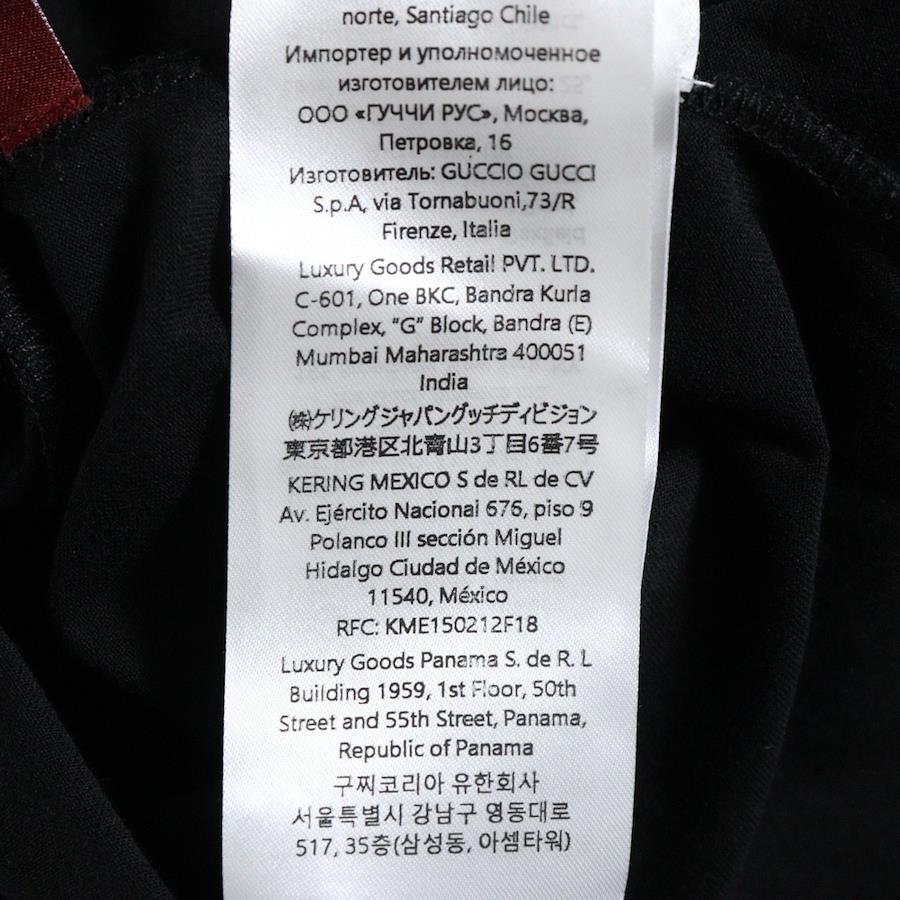 norte, Santiago Chile
Импортер и уполномоченное
изготовителем лицо:
ООО «ГУЧЧИ РУС», Москва,
Петровка, 16
Изготовитель: GUCCIO GUCCI
S.p.A, via Tornabuoni,73/R
Firenze, Italia
Luxury Goods Retail PVT. LTD.
C-601, One BKC, Bandra Kurla
Complex, "G" Block, Bandra (E)
Mumbai Maharashtra 400051
India
㈱ケリングジャパングッチディビジョン
東京都港区北青山3丁目6番7号
KERING MEXICO S de RL de CV
Av. Ejército Nacional 676, piso 9
Polanco III sección Miguel
Hidalgo Ciudad de México
11540, México
RFC: KME150212F18
Luxury Goods Panama S. de R. L
Building 1959, 1st Floor, 50th
Street and 55th Street, Panama,
Republic of Panama
구찌코리아 유한회사
서울특별시 강남구 영동대로
517, 35층(삼성동, 아셈타워)